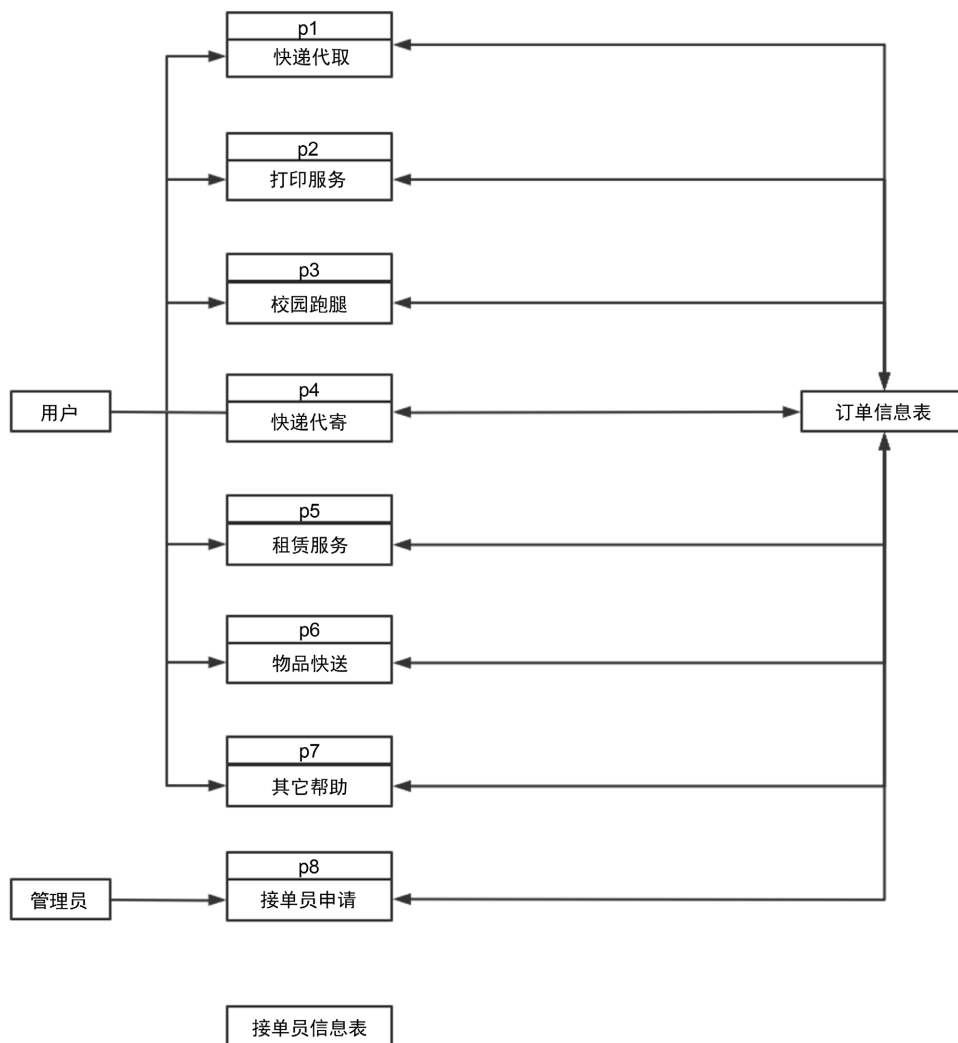 p1
快递代取
p2
打印服务
p3
校园跑腿
p4
用户
快递代寄
订单信息表
p5
租赁服务
p6
物品快送
p7
其它帮助
p8
管理员
接单员申请
接单员信息表